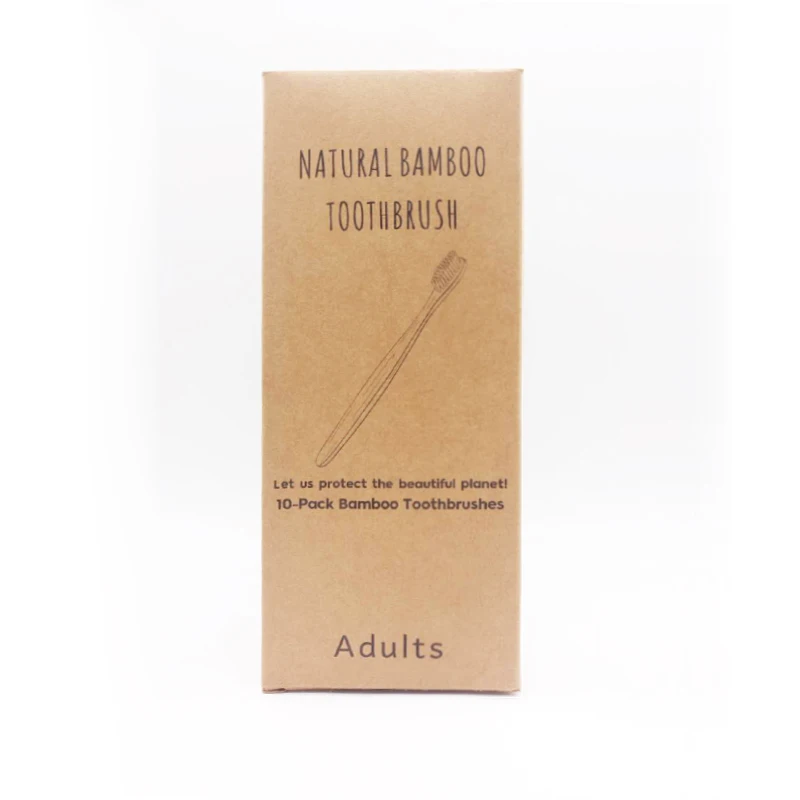 NATURAL BAMBOO
TOOTHBRUSH
Let us protect the beautiful planet!
10-Pack Bamboo Toothbrushes
Adults